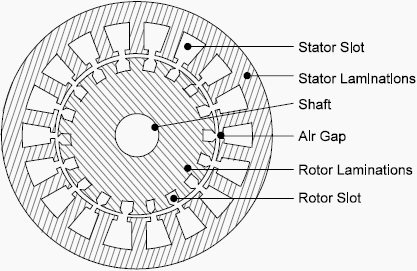 Stator Slot
Stator Laminations
Shaft
Air Gap
Rotor Laminations
Rotor Slot